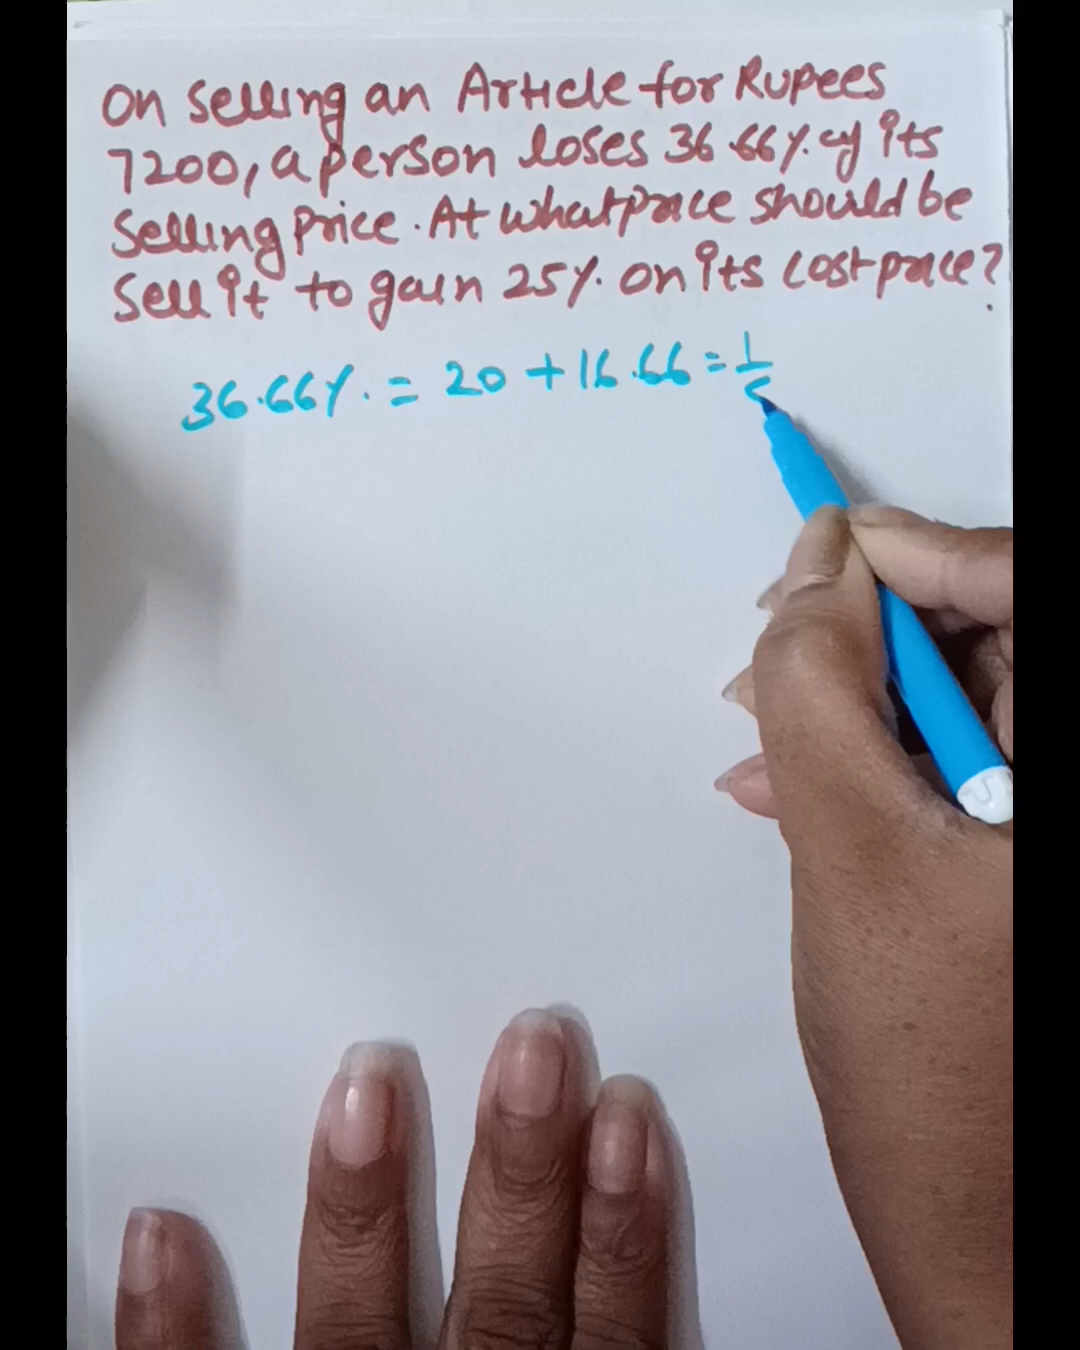 On Selling an Article for Rupees
7200, a person loses 36.66%. of its
Selling Price. At what price should be
Sell it to gain 25%. on its cost price?
36.66%. = 20 + 16.66 = 1/5